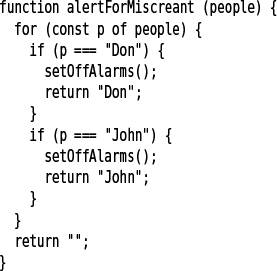 function alertForMiscreant (people) {
  for (const p of people) {
    if (p === "Don") {
      setOffAlarms();
      return "Don";
    }
    if (p === "John") {
      setOffAlarms();
      return "John";
    }
  }
  return "";
}